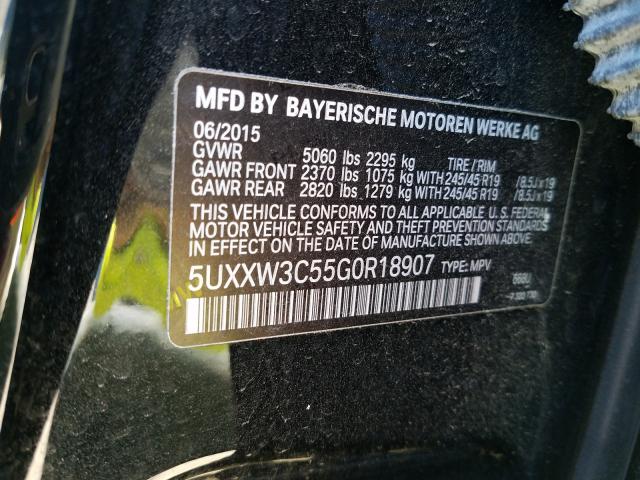 MFD BY BAYERISCHE MOTOREN WERKE AG
06/2015
GVWR 5060 lbs 2295 kg TIRE/RIM
GAWR FRONT 2370 lbs 1075 kg WITH 245/45 R19 /8.5J x 19
GAWR REAR 2820 lbs 1279 kg WITH 245/45 R19 /8.5J x 19
THIS VEHICLE CONFORMS TO ALL APPLICABLE U. S. FEDERAL
MOTOR VEHICLE SAFETY AND THEFT PREVENTION STANDARDS
IN EFFECT ON THE DATE OF MANUFACTURE SHOWN ABOVE.
5UXXW3C55G0R18907 TYPE: MPV